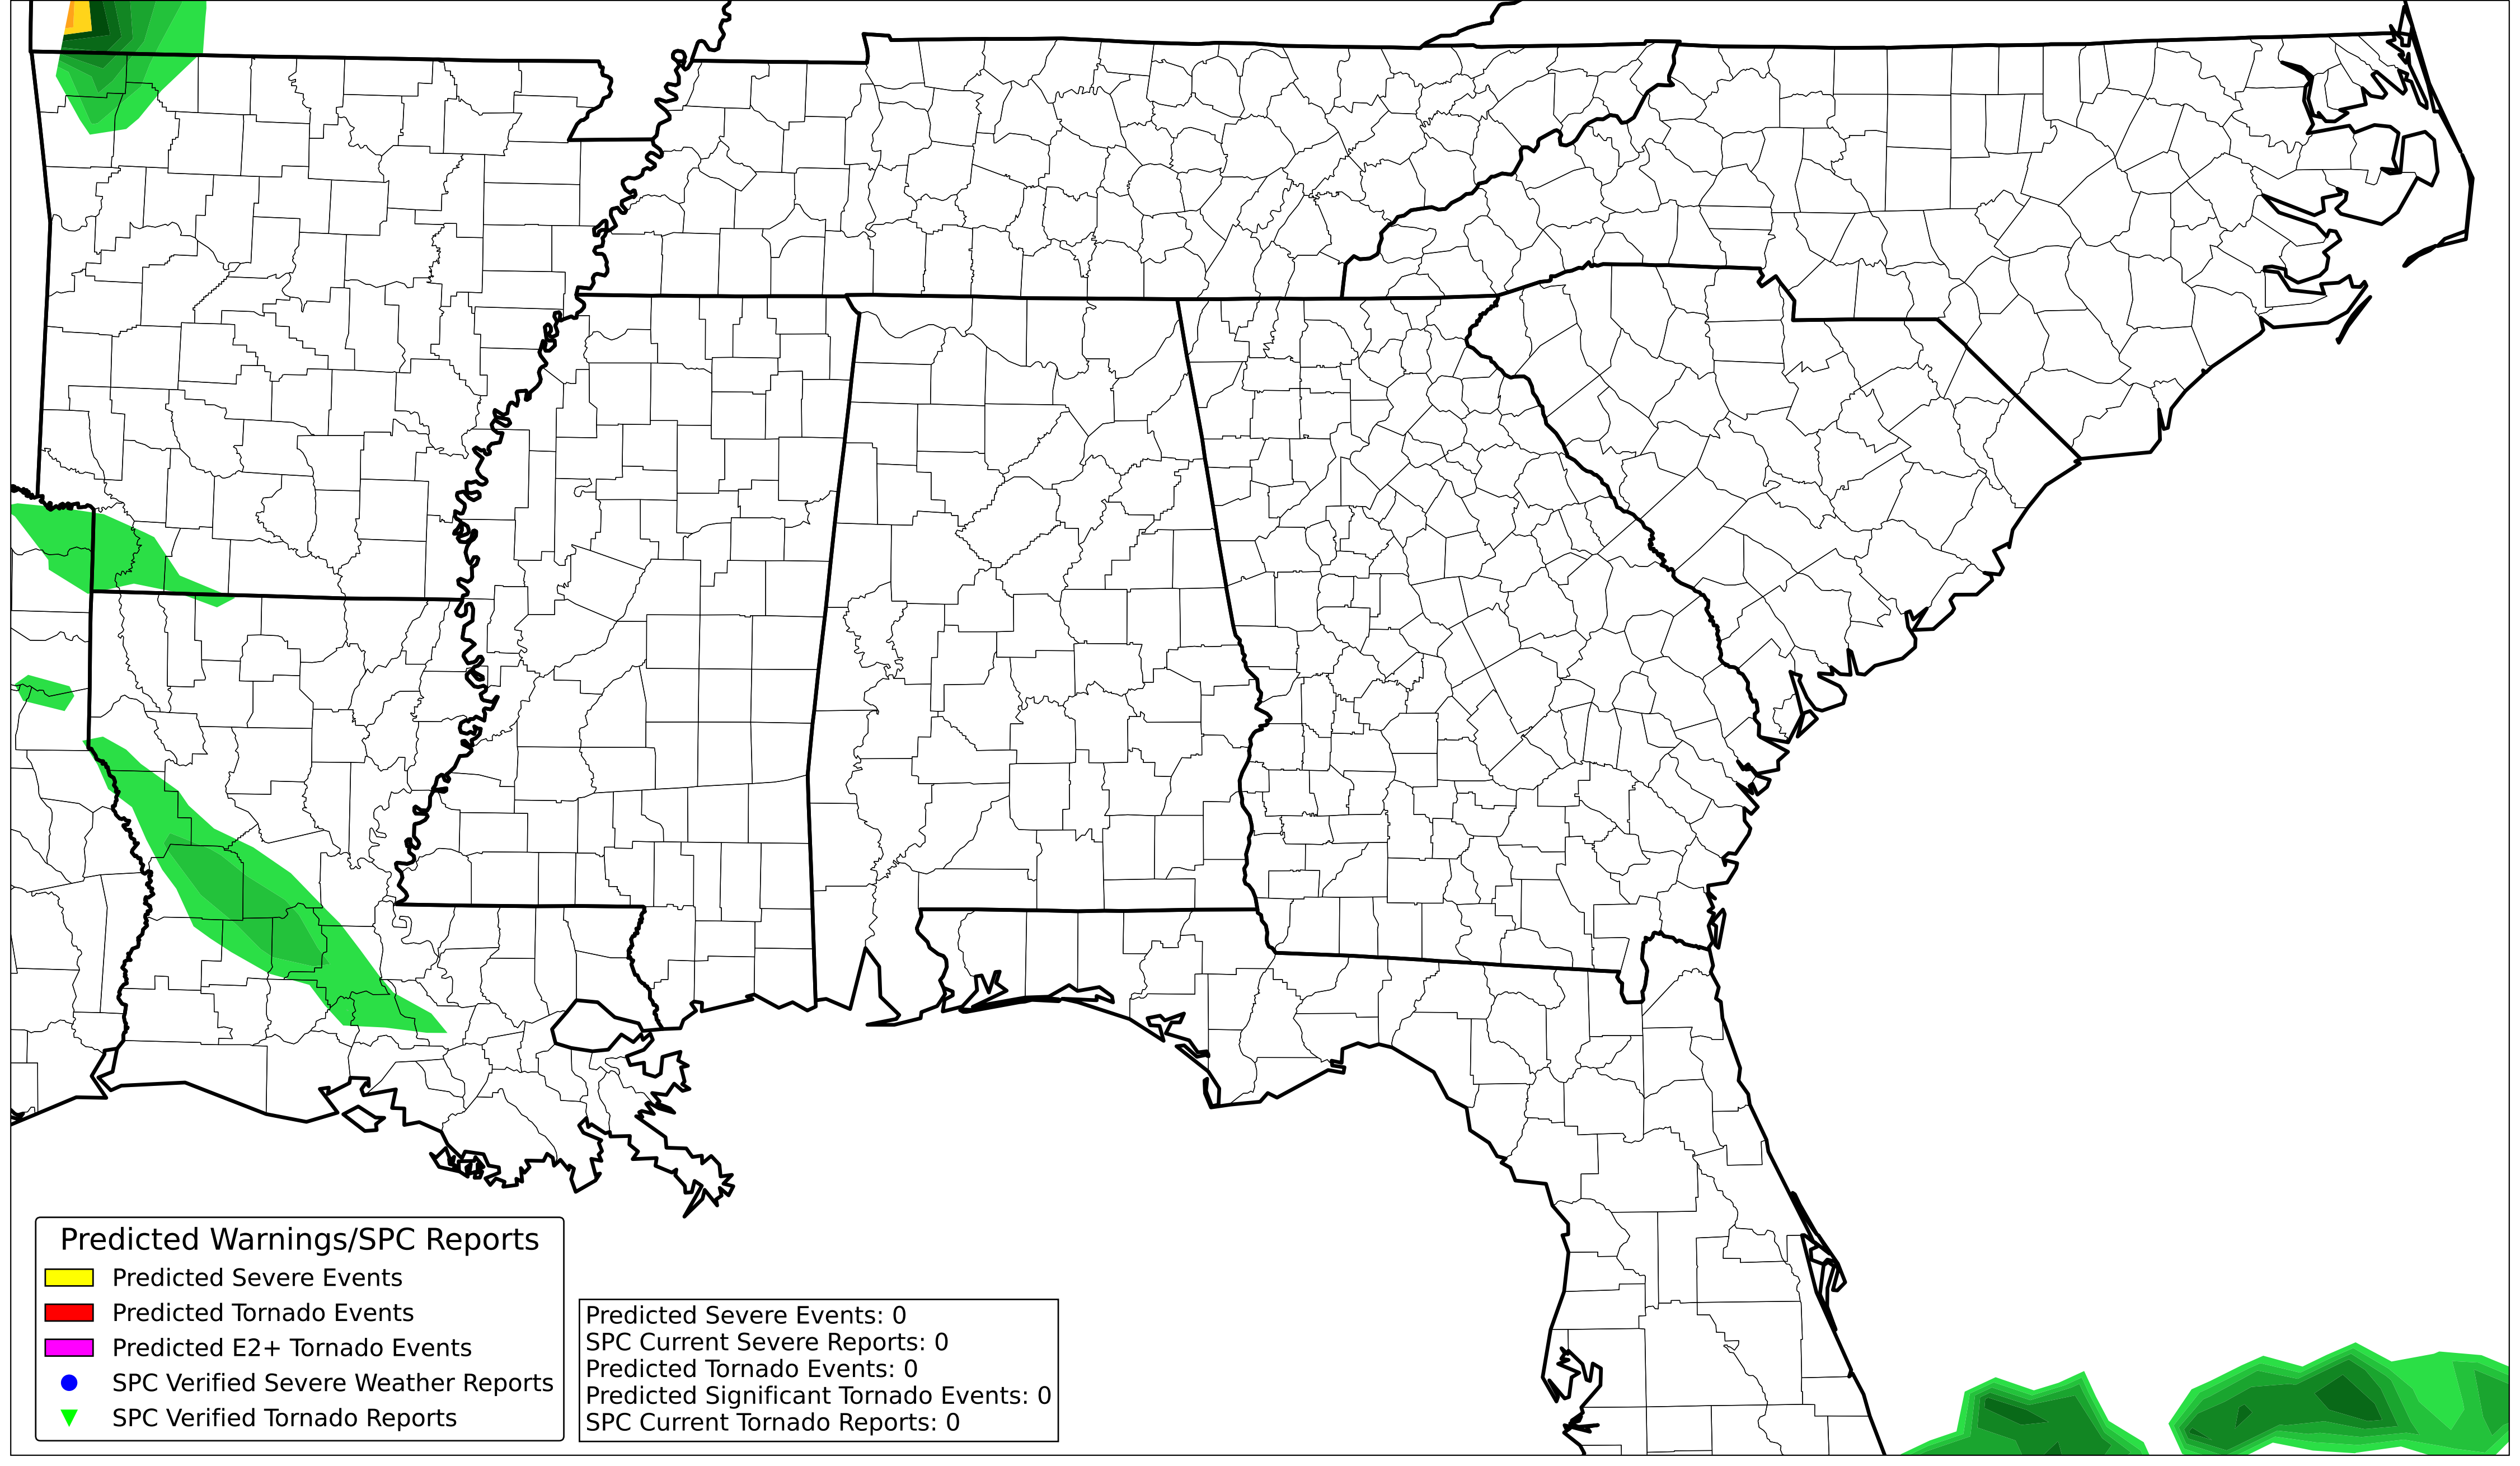 Predicted Warnings/SPC Reports
Predicted Severe Events
Predicted Tornado Events
Predicted E2+ Tornado Events
SPC Verified Severe Weather Reports
SPC Verified Tornado Reports
Predicted Severe Events: 0
SPC Current Severe Reports: 0
Predicted Tornado Events: 0
Predicted Significant Tornado Events: 0
SPC Current Tornado Reports: 0